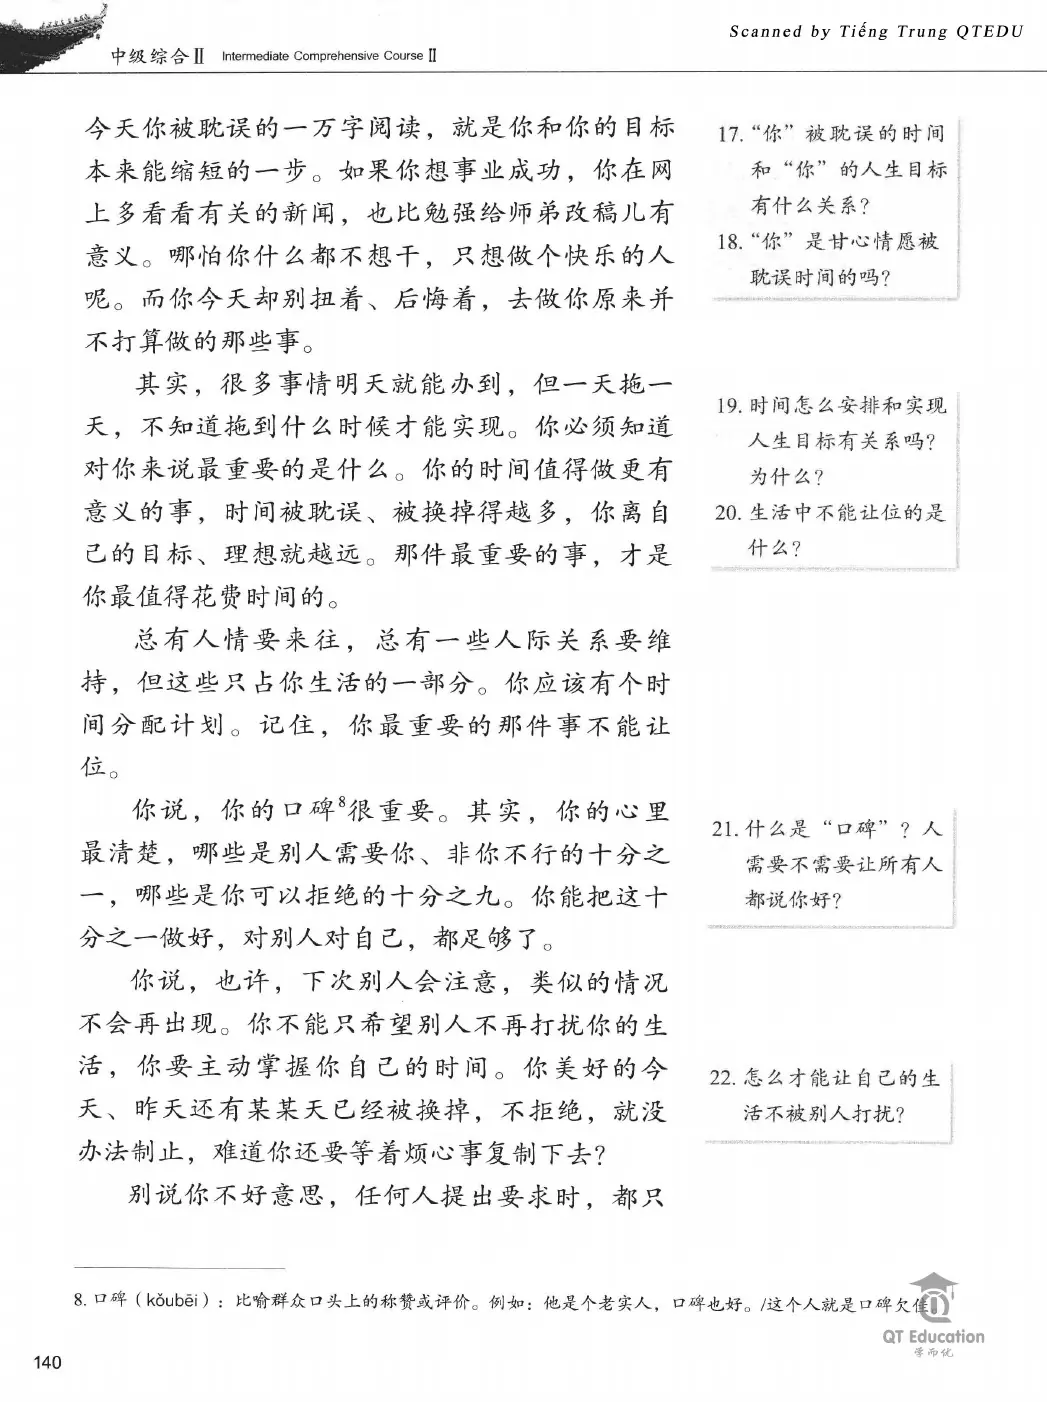 Scanned by Tiếng Trung QTEDU
中级综合Ⅱ Intermediate Comprehensive Course Ⅱ
今天你被耽误的一万字阅读，就是你和你的目标
本来能缩短的一步。如果你想事业成功，你在网
上多看看有关的新闻，也比勉强给师弟改稿儿有
意义。哪怕你什么都不想干，只想做个快乐的人
呢。而你今天却别扭着、后悔着，去做你原来并
不打算做的那些事。
其实，很多事情明天就能办到，但一天拖一
天，不知道拖到什么时候才能实现。你必须知道
对你来说最重要的是什么。你的时间值得做更有
意义的事，时间被耽误、被换掉得越多，你离自
己的目标、理想就越远。那件最重要的事，才是
你最值得花费时间的。
总有人情要来往，总有一些人际关系要维
持，但这些只占你生活的一部分。你应该有个时
间分配计划。记住，你最重要的那件事不能让
位。
你说，你的口碑8很重要。其实，你的心里
最清楚，哪些是别人需要你、非你不行的十分之
一，哪些是你可以拒绝的十分之九。你能把这十
分之一做好，对别人对自己，都足够了。
你说，也许，下次别人会注意，类似的情况
不会再出现。你不能只希望别人不再打扰你的生
活，你要主动掌握你自己的时间。你美好的今
天、昨天还有某某天已经被换掉，不拒绝，就没
办法制止，难道你还要等着烦心事复制下去？
别说你不好意思，任何人提出要求时，都只
17. “你”被耽误的时间
和“你”的人生目标
有什么关系？
18. “你”是甘心情愿被
耽误时间的吗？
19. 时间怎么安排和实现
人生目标有关系吗？
为什么？
20. 生活中不能让位的是
什么？
21. 什么是“口碑”？人
需要不需要让所有人
都说你好？
22. 怎么才能让自己的生
活不被别人打扰？
8. 口碑（kǒubēi）：比喻群众口头上的称赞或评价。例如：他是个老实人，口碑也好。/这个人就是口碑欠佳。
QT Education
学而优
140